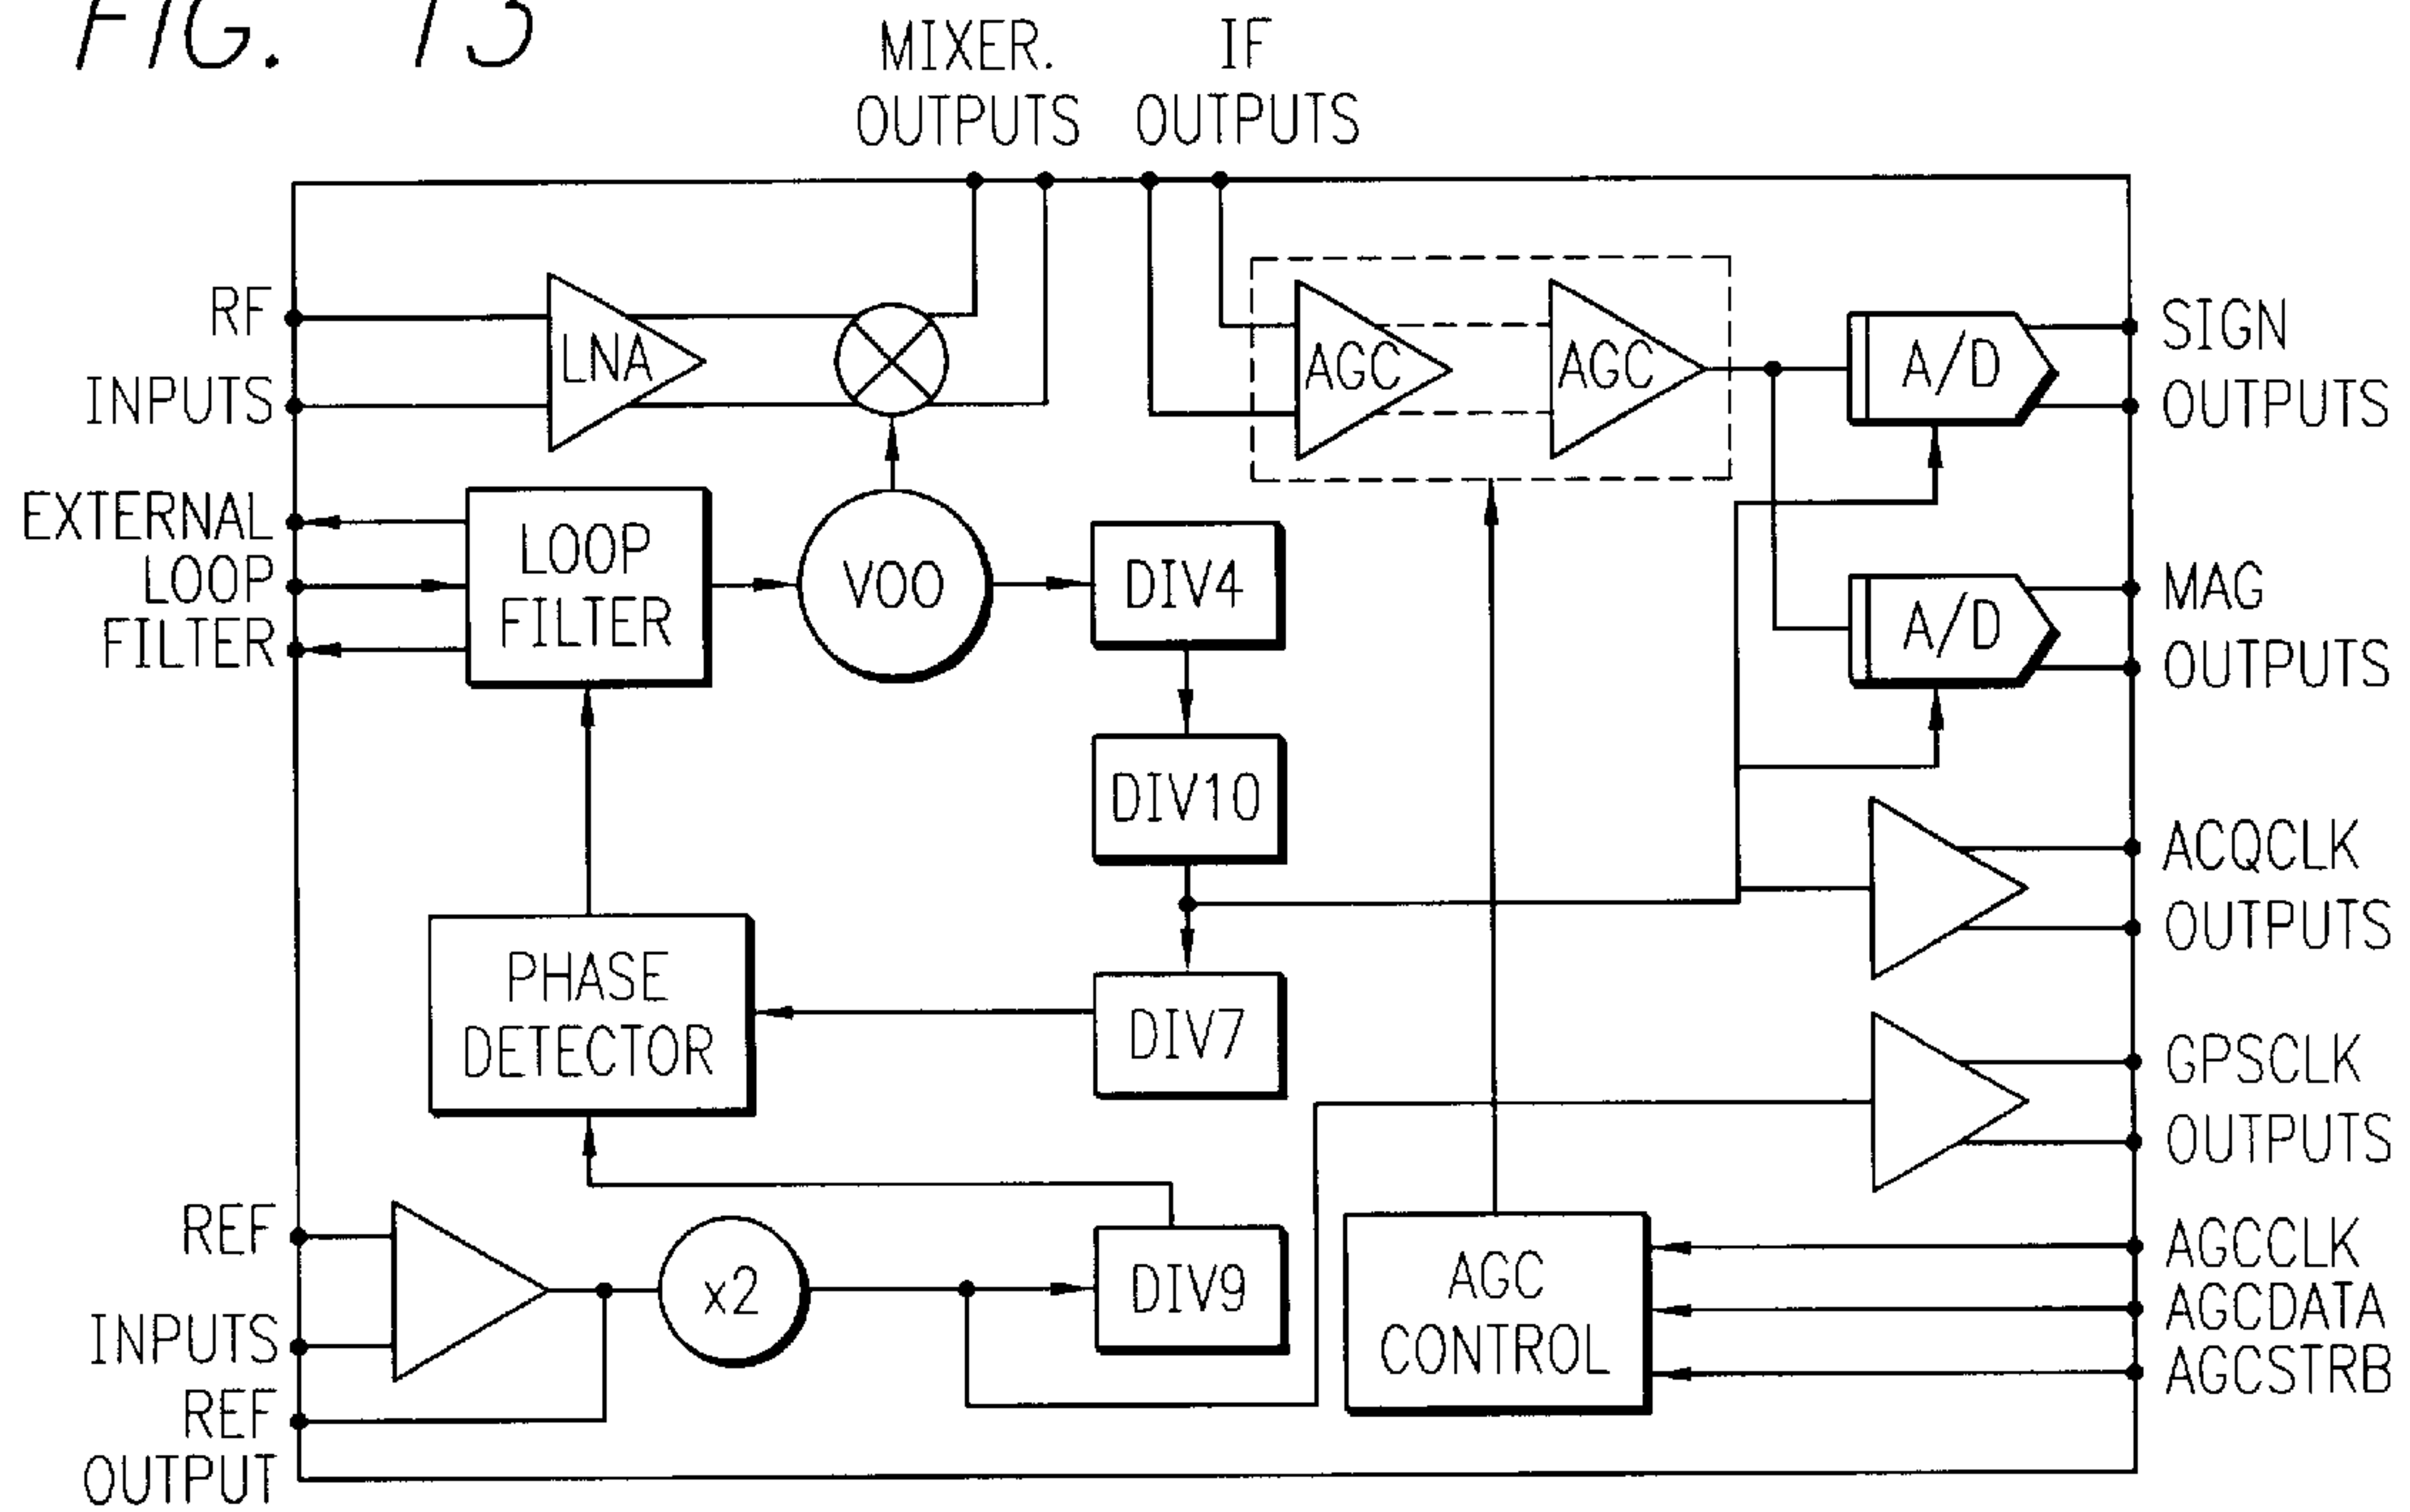 FIG. 13
MIXER.
OUTPUTS
IF
OUTPUTS
RF
INPUTS
LNA
AGC
AGC
A/D
SIGN
OUTPUTS
EXTERNAL
LOOP
FILTER
LOOP
FILTER
VOO
DIV4
A/D
MAG
OUTPUTS
DIV10
ACQCLK
OUTPUTS
PHASE
DETECTOR
DIV7
GPSCLK
OUTPUTS
REF
INPUTS
REF
OUTPUT
x2
DIV9
AGC
CONTROL
AGCCLK
AGCDATA
AGCSTRB